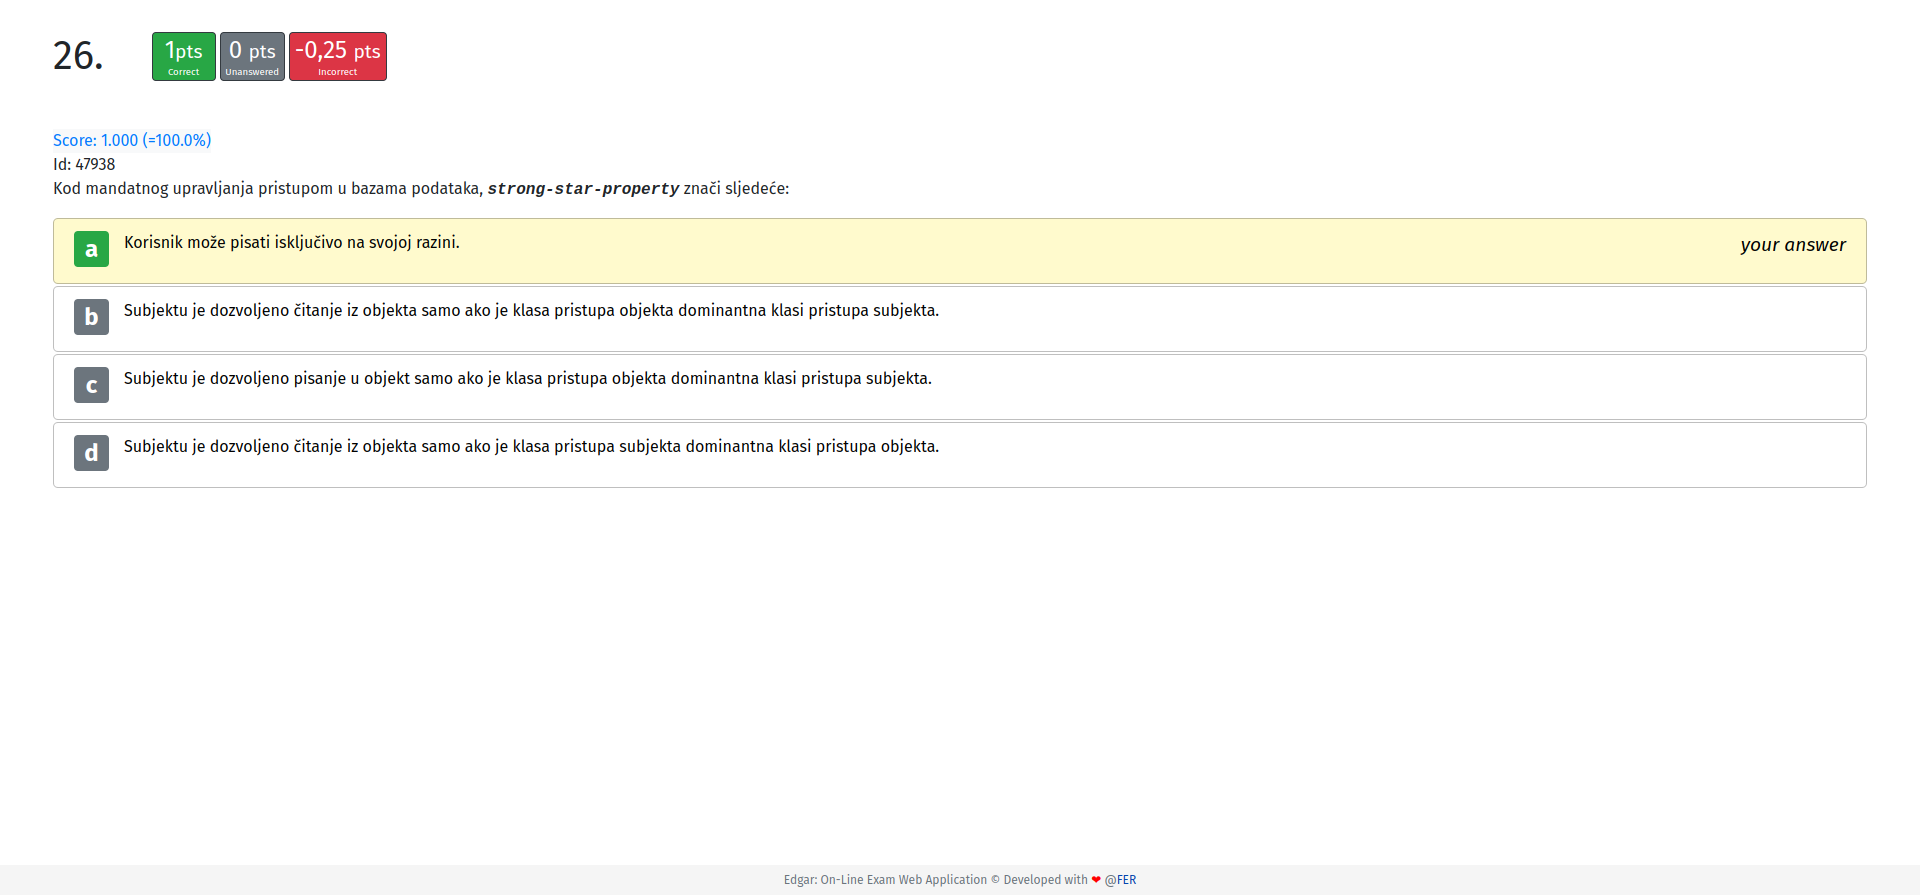 26.
1pts
Correct
0 pts
Unanswered
-0,25 pts
Incorrect
Score: 1.000 (=100.0%)
Id: 47938
Kod mandatnog upravljanja pristupom u bazama podataka, strong-star-property znači sljedeće:
a Korisnik može pisati isključivo na svojoj razini. your answer
b Subjektu je dozvoljeno čitanje iz objekta samo ako je klasa pristupa objekta dominantna klasi pristupa subjekta.
c Subjektu je dozvoljeno pisanje u objekt samo ako je klasa pristupa objekta dominantna klasi pristupa subjekta.
d Subjektu je dozvoljeno čitanje iz objekta samo ako je klasa pristupa subjekta dominantna klasi pristupa objekta.
Edgar: On-Line Exam Web Application © Developed with ❤ @FER